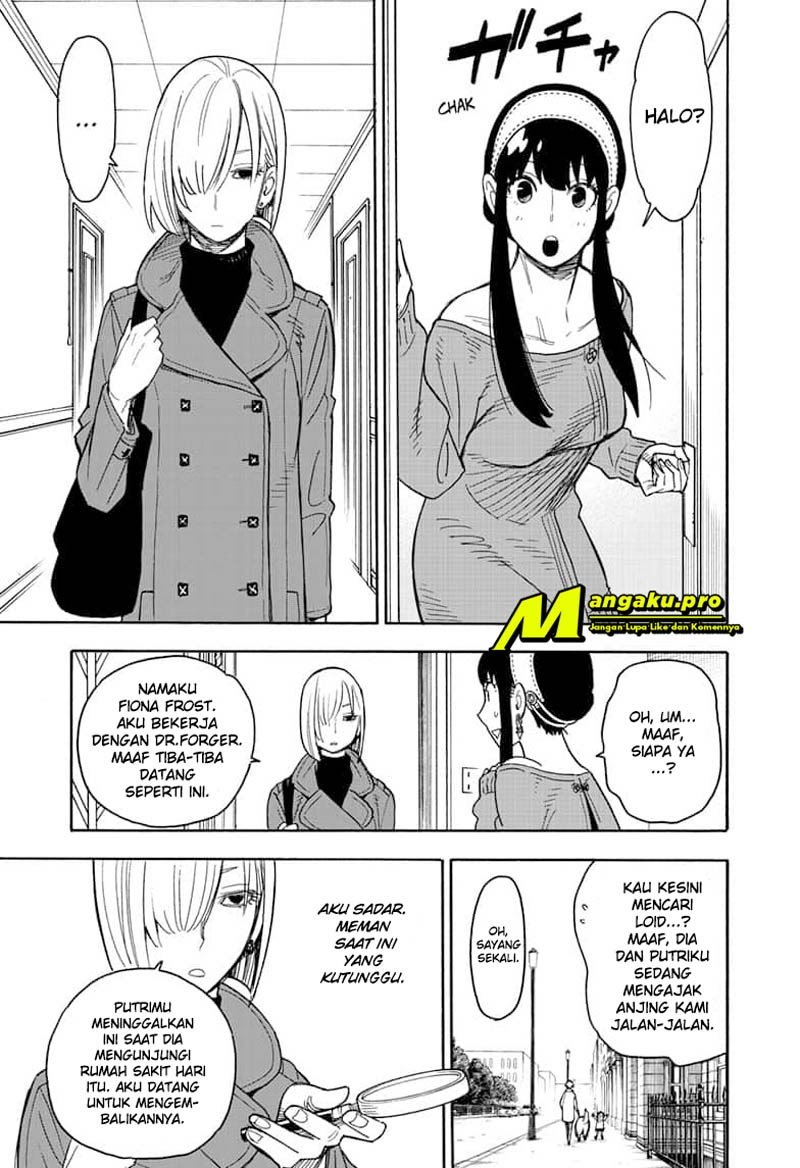 ガチャ
CHAK
HALO?
...
Mangaku.pro
Jangan Lupa Like dan Komennya
OH, UM...
MAAF,
SIAPA YA
...?
NAMAKU
FIONA FROST.
AKU BEKERJA
DENGAN DR.FORGER.
MAAF TIBA-TIBA
DATANG
SEPERTI INI.
KAU KESINI
MENCARI
LOID...?
MAAF, DIA
DAN PUTRIKU
SEDANG
MENGAJAK
ANJING KAMI
JALAN-JALAN.
OH,
SAYANG
SEKALI.
AKU SADAR.
MEMAN
SAAT INI
YANG
KUTUNGGU.
PUTRIMU
MENINGGALKAN
INI SAAT DIA
MENGUNJUNGI
RUMAH SAKIT HARI
ITU. AKU DATANG
UNTUK MENGEM-
BALIKANNYA.